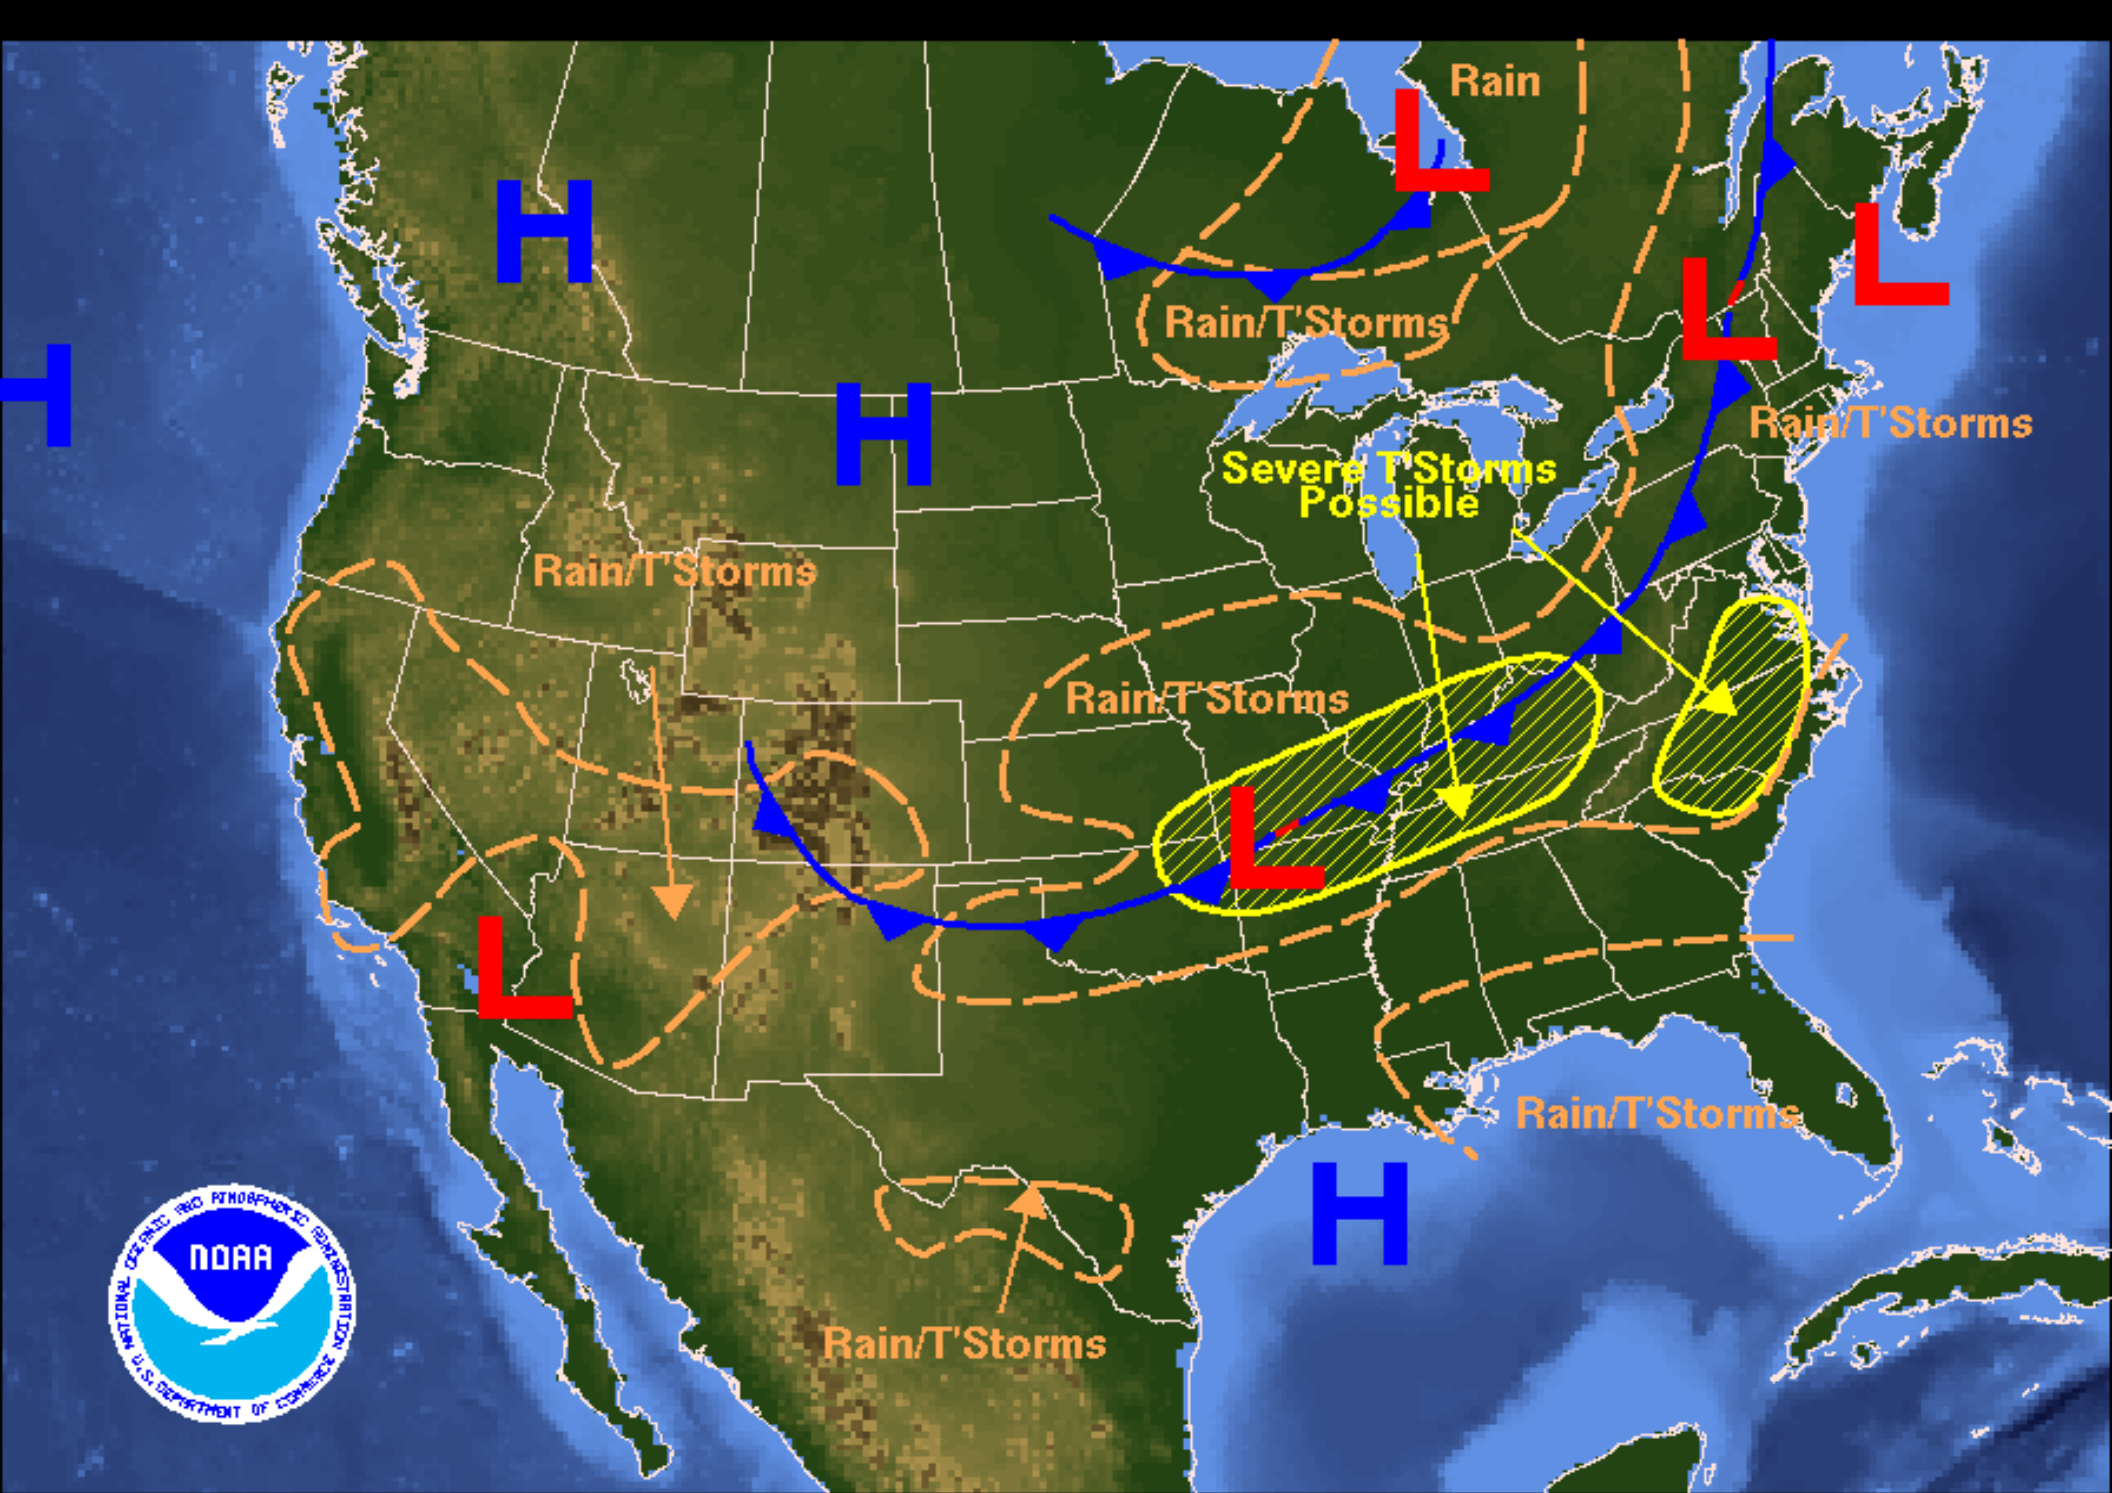 Rain
L
H
L
L
H
Rain/T'Storms
H
Rain/T'Storms
Severe T'Storms
Possible
Rain/T'Storms
Rain/T'Storms
L
L
Rain/T'Storms
H
NATIONAL OCEANIC AND ATMOSPHERIC ADMINISTRATION
NOAA
U.S. DEPARTMENT OF COMMERCE
Rain/T'Storms